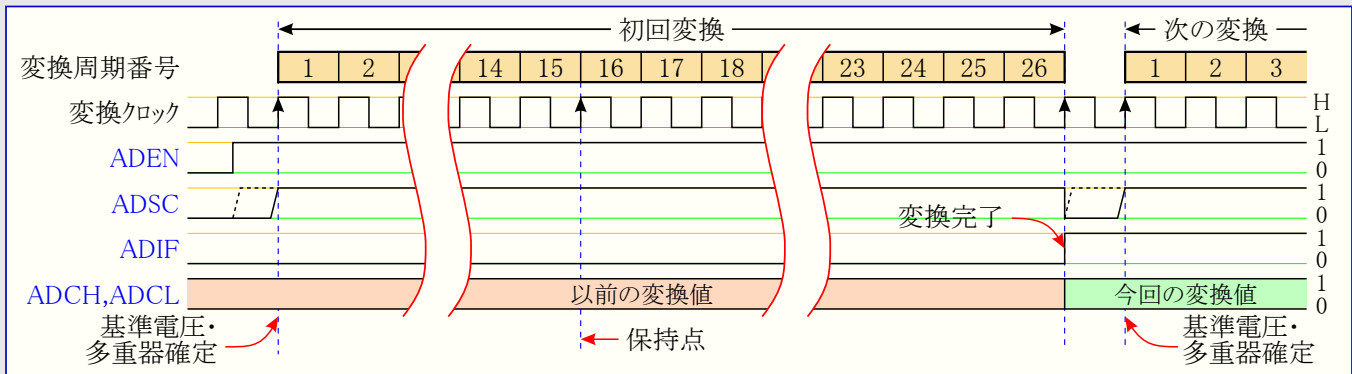 初回変換
次の変換
変換周期番号 1 2 14 15 16 17 18 23 24 25 26 1 2 3
変換クロック H
L
ADEN 1
0
ADSC 1
0
変換完了
ADIF 1
0
ADCH,ADCL 以前の変換値 今回の変換値 1
0
基準電圧・
多重器確定
保持点
基準電圧・
多重器確定